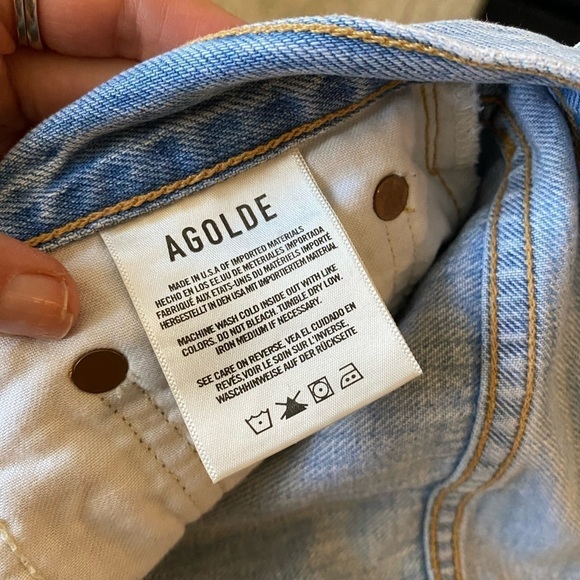 AGOLDE
MADE IN U.S.A OF IMPORTED MATERIALS
HECHO EN LOS EE.UU DE METERIALES IMPORTADA
FABRIQUÉ AUX ETATS-UNIS DU MATÉRIELS IMPORTÉ
HERGESTELLT IN DEN USA MIT IMPORTIERTEM MATERIAL
MACHINE WASH COLD INSIDE OUT WITH LIKE
COLORS. DO NOT BLEACH. TUMBLE DRY LOW.
IRON MEDIUM IF NECESSARY.
SEE CARE ON REVERSE. VEA EL CUIDADO EN
REVÉS VOIR LE SOIN SUR L'INVERSE.
WASCHHINWEISE AUF DER RÜCKSEITE